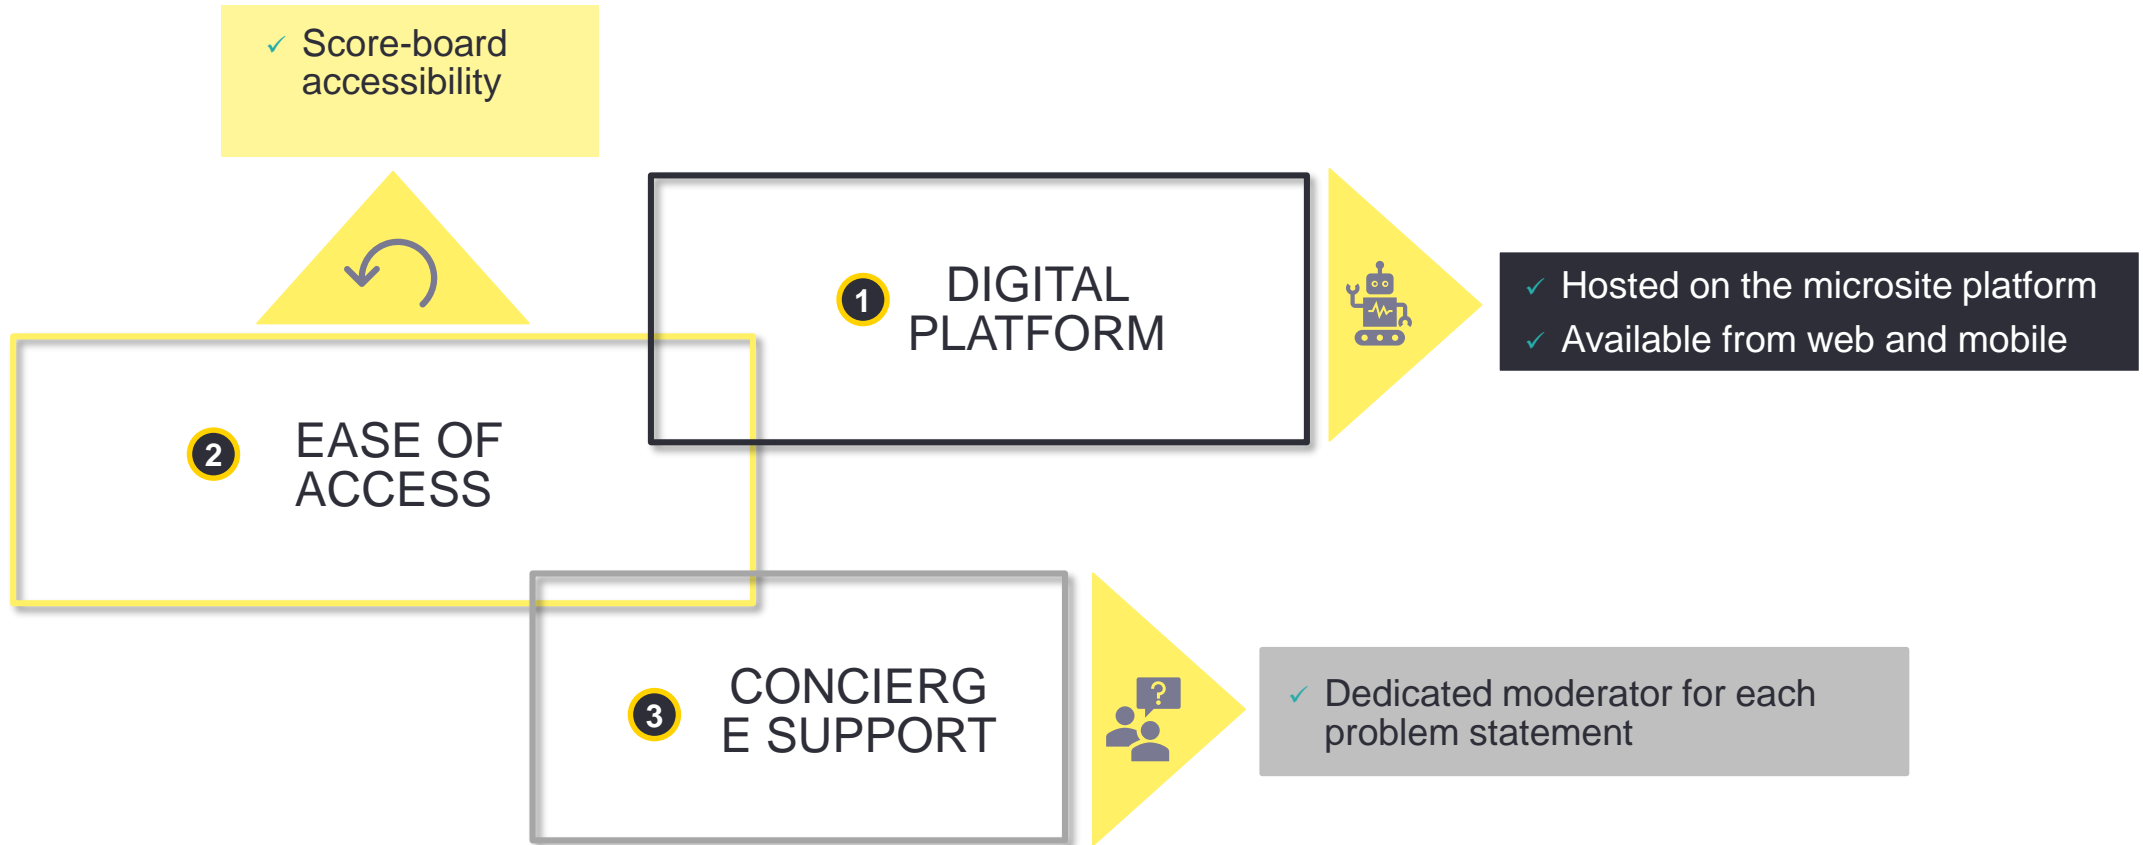 ✓ Score-board
accessibility
1
DIGITAL
PLATFORM
✓ Hosted on the microsite platform
✓ Available from web and mobile
2
EASE OF
ACCESS
3
CONCIERG
E SUPPORT
?
✓ Dedicated moderator for each
problem statement